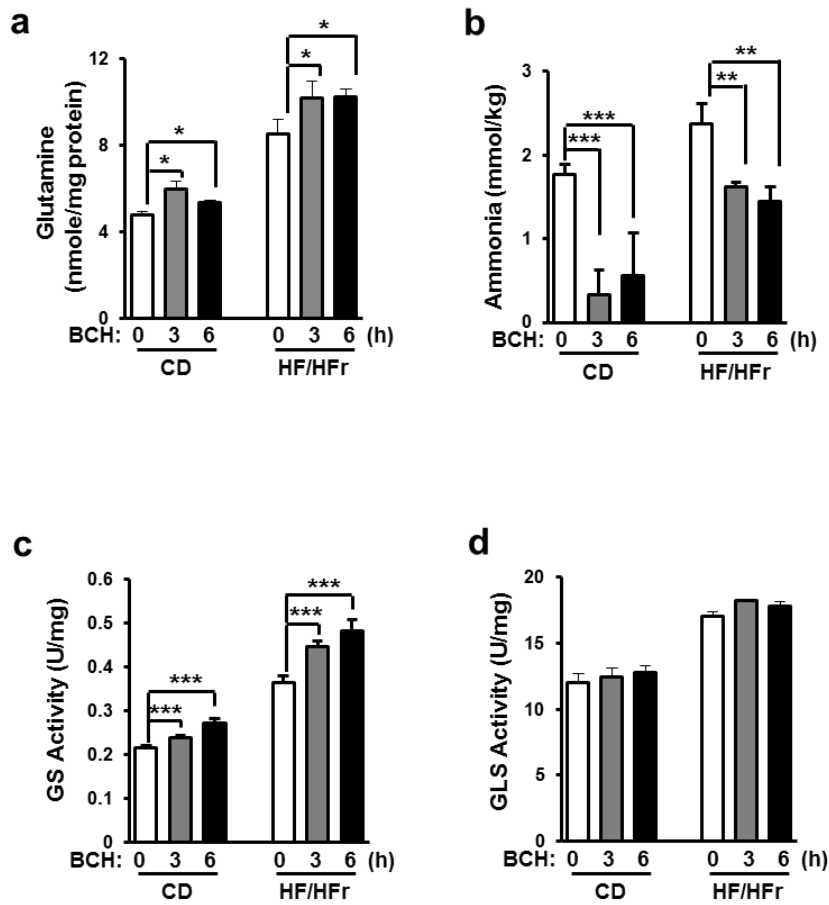 a
Glutamine
(nmole/mg protein)
12
8
4
0
* * * *
BCH: 0 3 6 0 3 6 (h)
CD HF/HFr
b
Ammonia (mmol/kg)
3
2
1
0
*** *** ** **
BCH: 0 3 6 0 3 6 (h)
CD HF/HFr
c
GS Activity (U/mg)
0.6
0.5
0.4
0.3
0.2
0.1
0
*** *** *** ***
BCH: 0 3 6 0 3 6 (h)
CD HF/HFr
d
GLS Activity (U/mg)
20
15
10
5
0
BCH: 0 3 6 0 3 6 (h)
CD HF/HFr